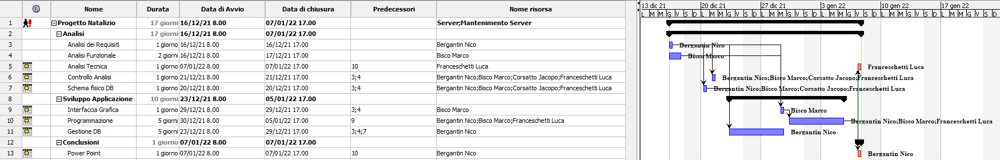 Nome Durata Data di Avvio Data di chiusura Predecessori Nome risorsa
13 dic 21 20 dic 21 27 dic 21 3 gen 22 10 gen 22 17 gen 22
L M M G V S D L M M G V S D L M M G V S D L M M G V S D L M M G V S D L M M G V S D
1 Progetto Natalizio 17 giorni 16/12/21 8.00 07/01/22 17.00 Server;Mantenimento Server
2 Analisi 17 giorni 16/12/21 8.00 07/01/22 17.00
3 Analisi dei Requisiti 1 giorno 16/12/21 8.00 16/12/21 17.00 Bergantin Nico Bergantin Nico
4 Analisi Funzionale 2 giorni 16/12/21 8.00 17/12/21 17.00 Bisco Marco Bisco Marco
5 Analisi Tecnica 1 giorno 07/01/22 8.00 07/01/22 17.00 10 Franceschetti Luca Franceschetti Luca
6 Controllo Analisi 1 giorno 21/12/21 8.00 21/12/21 17.00 3;4 Bergantin Nico;Bisco Marco;Corsatto Jacopo;Franceschetti Luca Bergantin Nico;Bisco Marco;Corsatto Jacopo;Franceschetti Luca
7 Schema fisico DB 1 giorno 20/12/21 8.00 20/12/21 17.00 3;4 Bergantin Nico;Bisco Marco;Corsatto Jacopo;Franceschetti Luca Bergantin Nico;Bisco Marco;Corsatto Jacopo;Franceschetti Luca
8 Sviluppo Applicazione 10 giorni 23/12/21 8.00 05/01/22 17.00
9 Interfaccia Grafica 1 giorno 29/12/21 8.00 29/12/21 17.00 3;4 Bisco Marco Bisco Marco
10 Programmazione 5 giorni 30/12/21 8.00 05/01/22 17.00 9 Bergantin Nico;Bisco Marco;Franceschetti Luca Bergantin Nico;Bisco Marco;Franceschetti Luca
11 Gestione DB 5 giorni 23/12/21 8.00 29/12/21 17.00 3;4;7 Bergantin Nico Bergantin Nico
12 Conclusioni 1 giorno 07/01/22 8.00 07/01/22 17.00
13 Power Point 1 giorno 07/01/22 8.00 07/01/22 17.00 10 Bergantin Nico Bergantin Nico